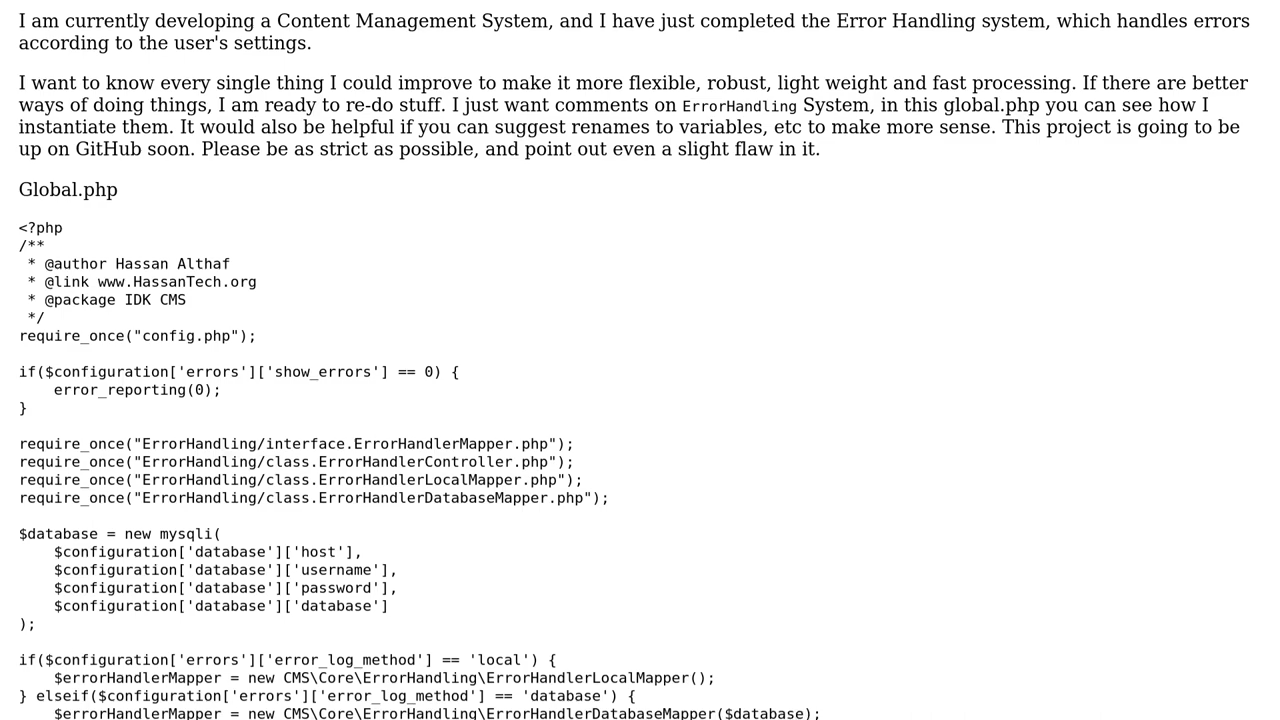 I am currently developing a Content Management System, and I have just completed the Error Handling system, which handles errors
according to the user's settings.
I want to know every single thing I could improve to make it more flexible, robust, light weight and fast processing. If there are better
ways of doing things, I am ready to re-do stuff. I just want comments on ErrorHandling System, in this global.php you can see how I
instantiate them. It would also be helpful if you can suggest renames to variables, etc to make more sense. This project is going to be
up on GitHub soon. Please be as strict as possible, and point out even a slight flaw in it.
Global.php
<?php
/**
 * @author Hassan Althaf
 * @link www.HassanTech.org
 * @package IDK CMS
 */
require_once("config.php");
if($configuration['errors']['show_errors'] == 0) {
    error_reporting(0);
}
require_once("ErrorHandling/interface.ErrorHandlerMapper.php");
require_once("ErrorHandling/class.ErrorHandlerController.php");
require_once("ErrorHandling/class.ErrorHandlerLocalMapper.php");
require_once("ErrorHandling/class.ErrorHandlerDatabaseMapper.php");
$database = new mysqli(
    $configuration['database']['host'],
    $configuration['database']['username'],
    $configuration['database']['password'],
    $configuration['database']['database']
);
if($configuration['errors']['error_log_method'] == 'local') {
    $errorHandlerMapper = new CMS\Core\ErrorHandling\ErrorHandlerLocalMapper();
} elseif($configuration['errors']['error_log_method'] == 'database') {
    $errorHandlerMapper = new CMS\Core\ErrorHandling\ErrorHandlerDatabaseMapper($database);